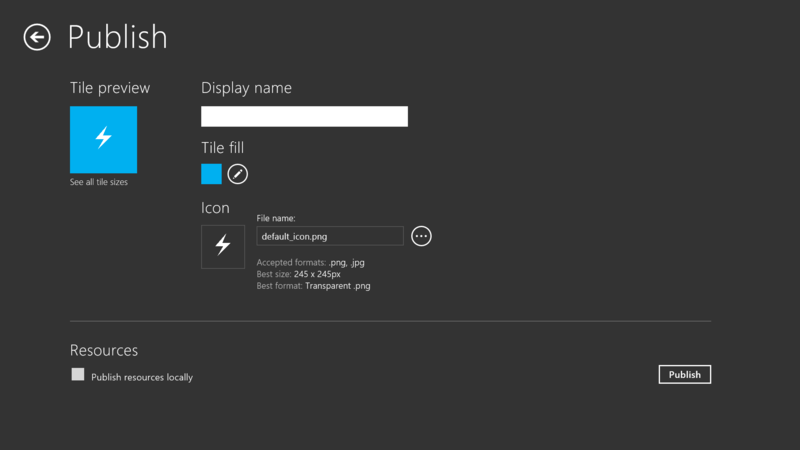 Publish
Tile preview
See all tile sizes
Display name
Tile fill
Icon
File name:
default_icon.png
Accepted formats: .png, .jpg
Best size: 245 x 245px
Best format: Transparent .png
Resources
Publish resources locally
Publish